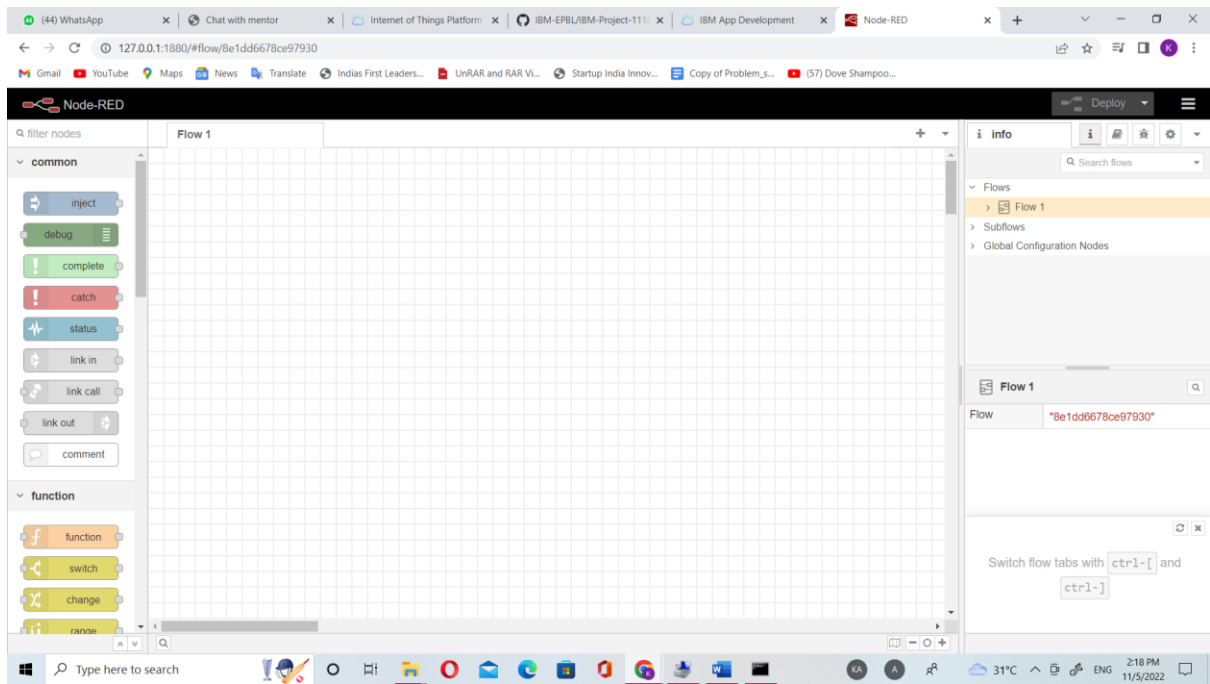 (44) WhatsApp
Chat with mentor
Internet of Things Platform
IBM-EPBL/IBM-Project-111
IBM App Development
Node-RED
127.0.0.1:1880/#flow/8e1dd6678ce97930
K
Gmail
YouTube
Maps
News
Translate
Indias First Leaders...
UnRAR and RAR Vi...
Startup India Innov...
Copy of Problem_s...
(57) Dove Shampoo...
Node-RED
Deploy
filter nodes
Flow 1
i info
i
common
Search flows
Flows
inject
Flow 1
debug
Subflows
complete
Global Configuration Nodes
catch
status
link in
link call
Flow 1
link out
Flow
"8e1dd6678ce97930"
comment
function
function
switch
Switch flow tabs with ctrl-[ and
ctrl-]
change
range
Type here to search
KA
A
31°C
ENG
2:18 PM
11/5/2022